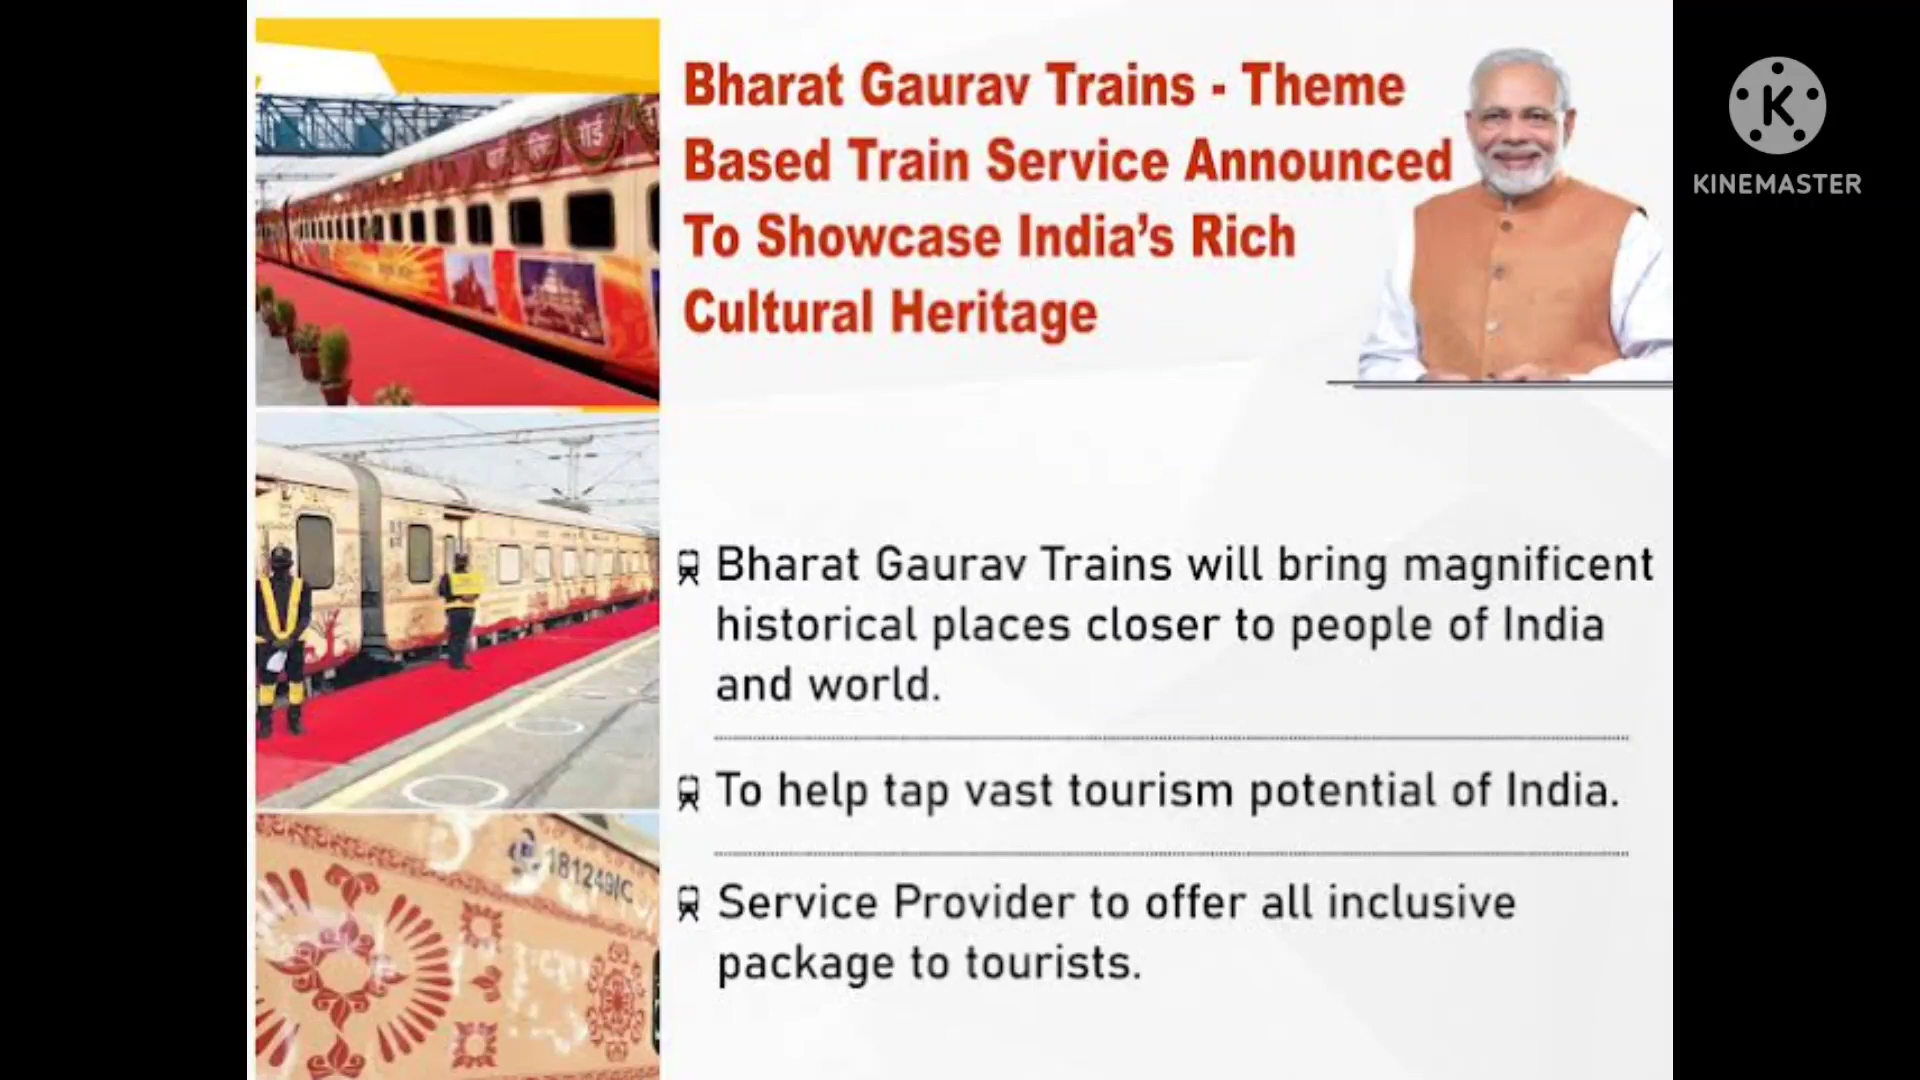 Bharat Gaurav Trains - Theme
Based Train Service Announced
To Showcase India's Rich
Cultural Heritage
Bharat Gaurav Trains will bring magnificent
historical places closer to people of India
and world.
To help tap vast tourism potential of India.
Service Provider to offer all inclusive
package to tourists.
181249/C
K
KINEMASTER